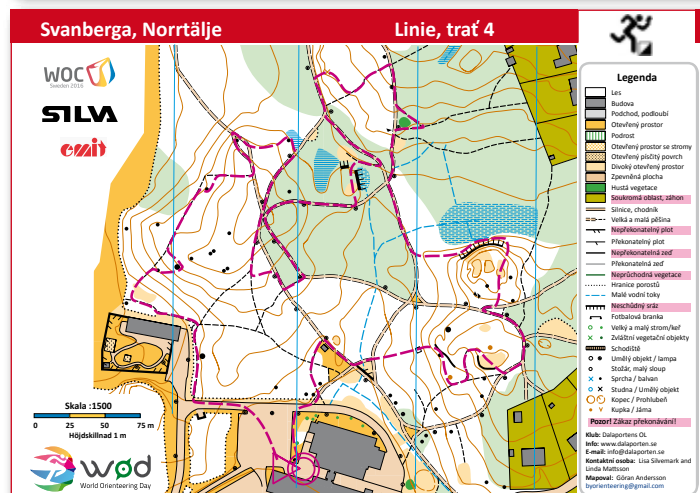 Svanberga, Norrtälje
Linie, trať 4
WOC
Sweden 2016
SILVA
emit
Skala :1500
0 25 50 75 m
Höjdskillnad 1 m
wod
World Orienteering Day
Legenda
Les
Budova
Podchod, podloubí
Otevřený prostor
Podrost
Otevřený prostor se stromy
Otevřený písčitý povrch
Divoký otevřený prostor
Zpevněná plocha
Hustá vegetace
Soukromá oblast, záhon
Silnice, chodník
Velká a malá pěšina
Nepřekonatelný plot
Překonatelný plot
Nepřekonatelná zeď
Překonatelná zeď
Neprůchodná vegetace
Hranice porostů
Malé vodní toky
Neschůdný sráz
Fotbalová branka
Velký a malý strom/keř
Zvláštní vegetační objekty
Schodiště
Umělý objekt / lampa
Stožár, malý sloup
Sprcha / balvan
Studna / Umělý objekt
Kopec / Prohlubeň
Kupka / Jáma
Pozor! Zákaz překonávání!
Klub: Dalaportens OL
Info: www.dalaporten.se
E-mail: info@dalaporten.se
Kontaktní osoba: Lisa Silvemark and
Linda Mattsson
Mapoval: Göran Andersson
byorienteering@gmail.com